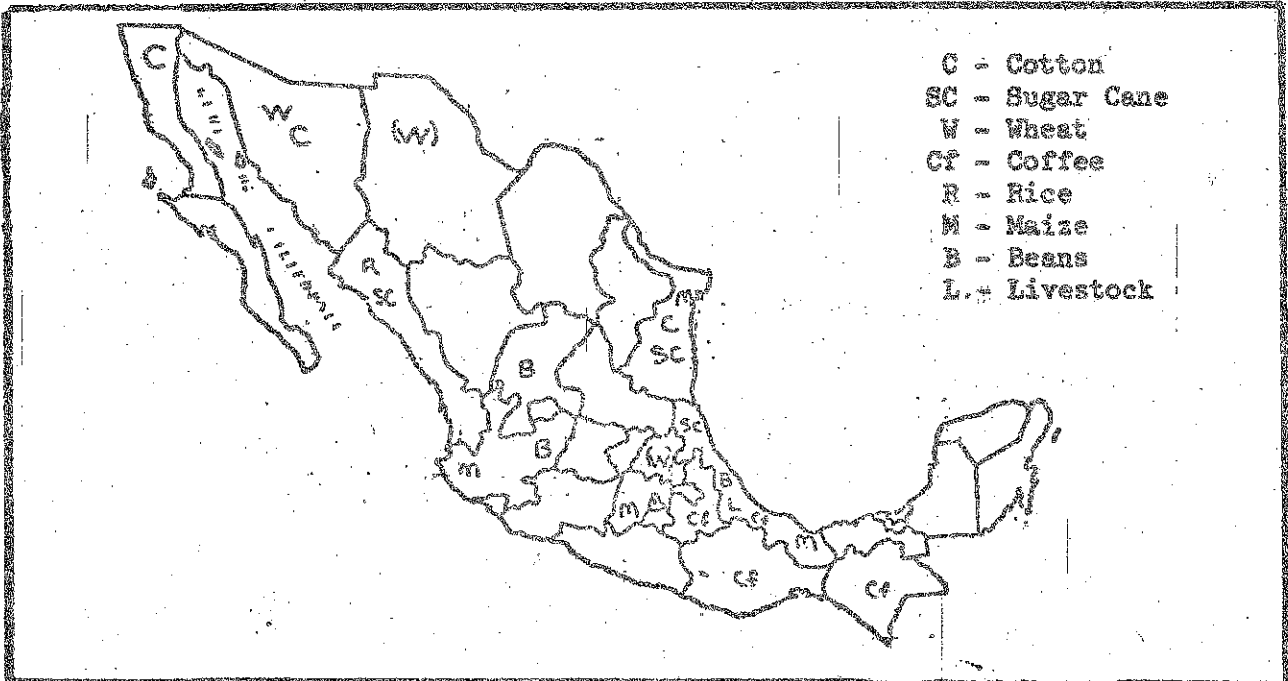 C - Cotton
SC - Sugar Cane
W - Wheat
Cf - Coffee
R - Rice
M - Maize
B - Beans
L - Livestock
C
W
C
(W)
R
SC
M
C
SC
B
SC
B
(W)
M
B
L
M
Cf
Cf
M
Cf
Cf